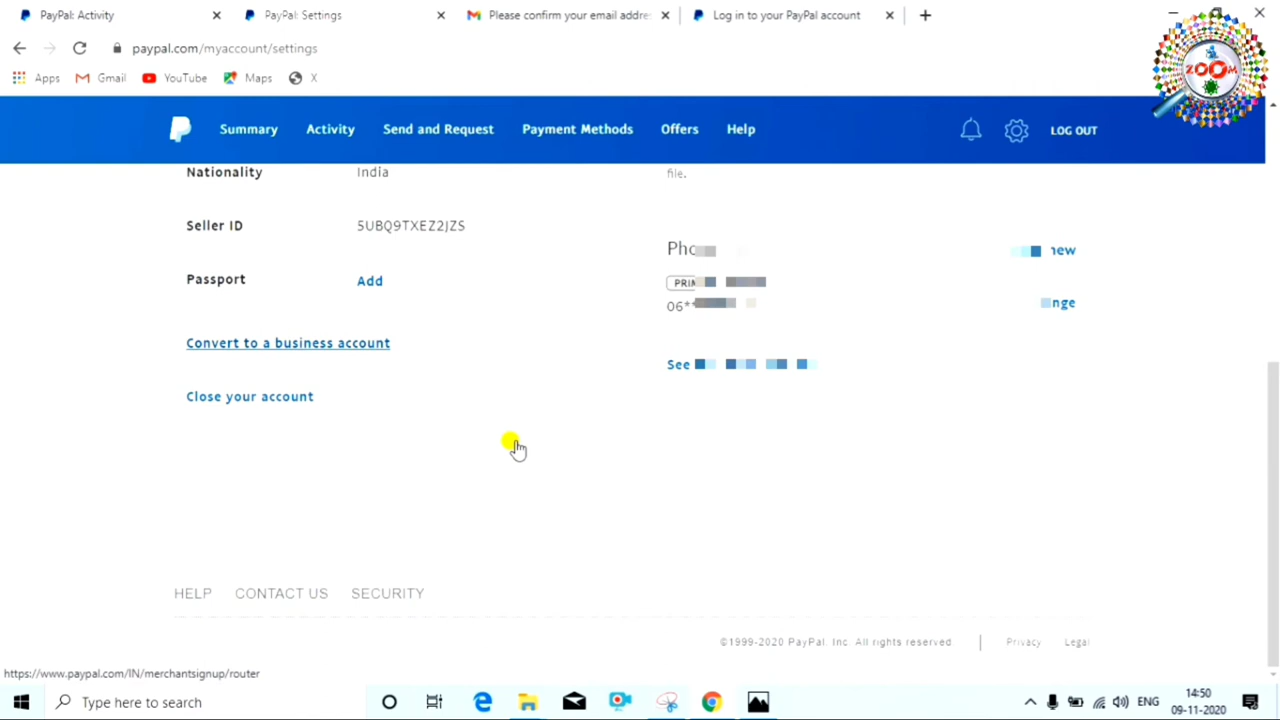 PayPal: Activity
PayPal: Settings
Please confirm your email addre
Log in to your PayPal account
paypal.com/myaccount/settings
Apps
Gmail
YouTube
Maps
X
ZOOM
Summary
Activity
Send and Request
Payment Methods
Offers
Help
LOG OUT
Nationality
India
file.
Seller ID
5UBQ9TXEZ2JZS
Passport
Add
Convert to a business account
Close your account
06**
See
HELP
CONTACT US
SECURITY
©1999-2020 PayPal, Inc. All rights reserved
Privacy
Legal
https://www.paypal.com/IN/merchantsignup/router
Type here to search
ENG
14:50
09-11-2020